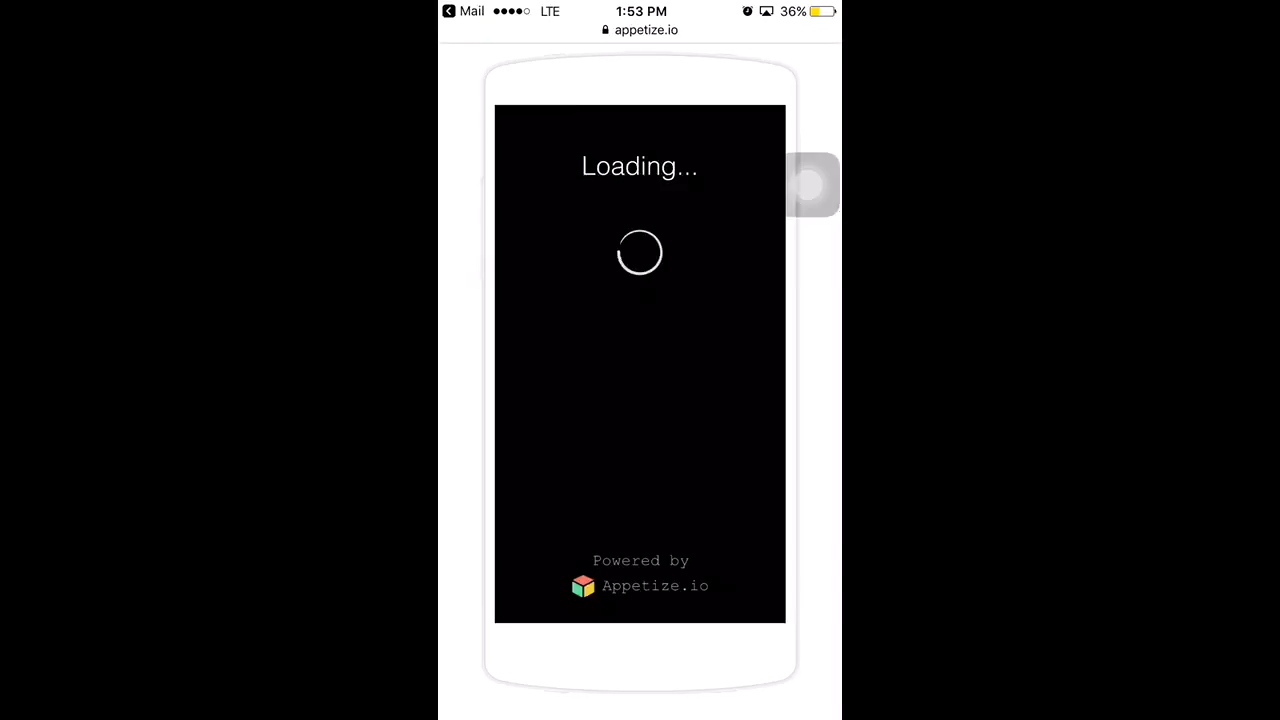 Mail LTE 1:53 PM 36%
appetize.io
Loading...
Powered by
Appetize.io